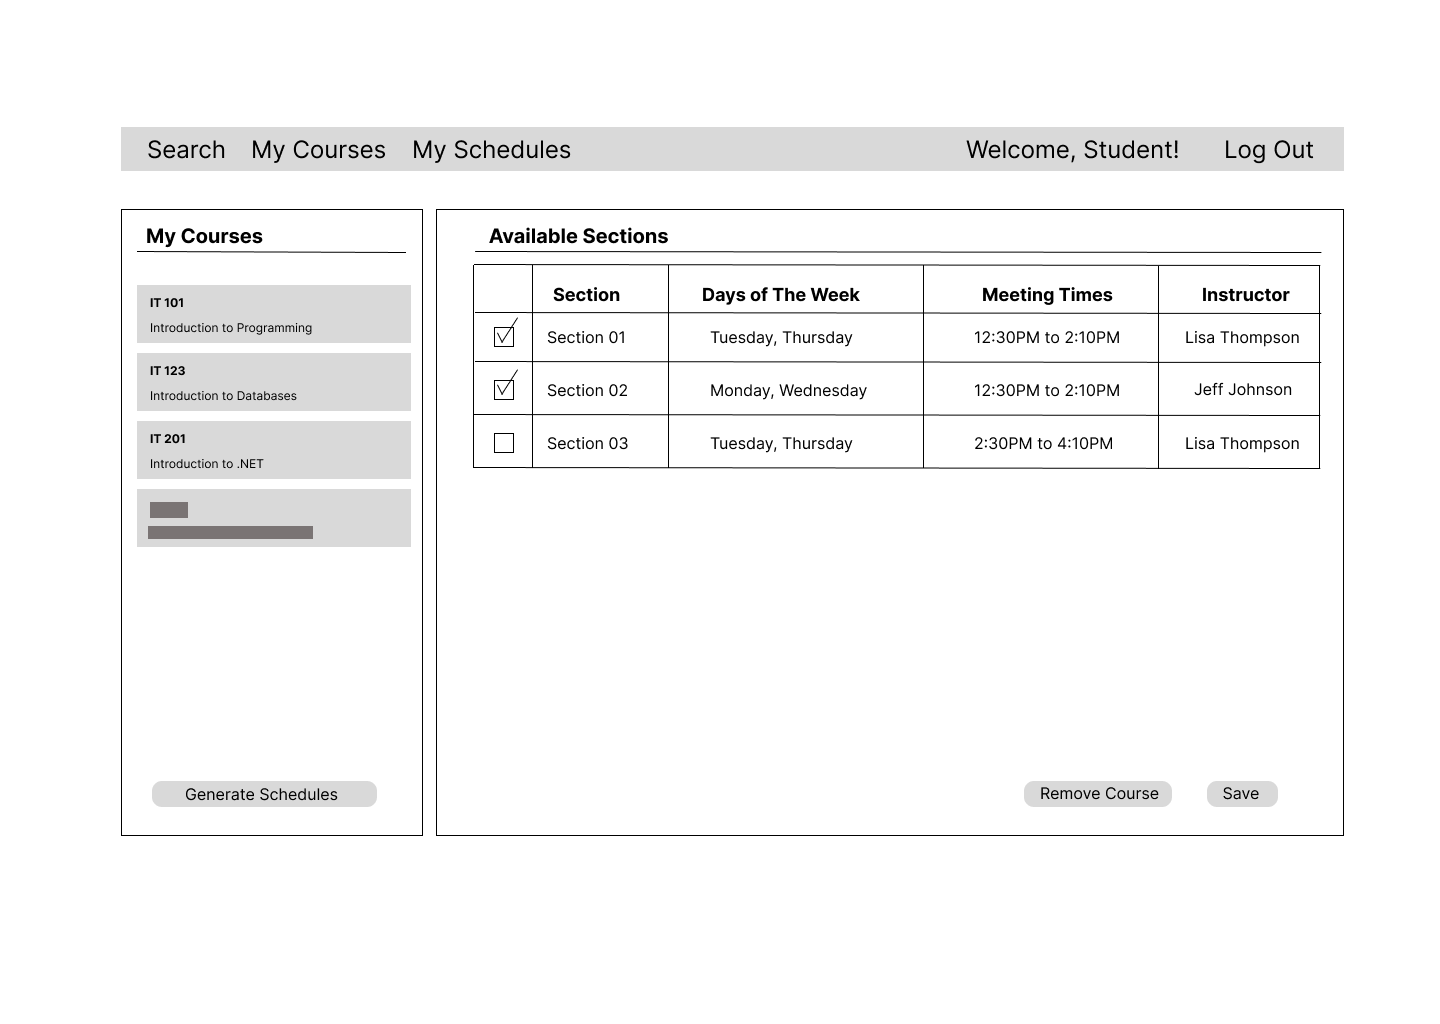 Search My Courses My Schedules Welcome, Student! Log Out
My Courses
IT 101
Introduction to Programming
IT 123
Introduction to Databases
IT 201
Introduction to .NET
Generate Schedules
Available Sections
Section Days of The Week Meeting Times Instructor
Section 01 Tuesday, Thursday 12:30PM to 2:10PM Lisa Thompson
Section 02 Monday, Wednesday 12:30PM to 2:10PM Jeff Johnson
Section 03 Tuesday, Thursday 2:30PM to 4:10PM Lisa Thompson
Remove Course Save